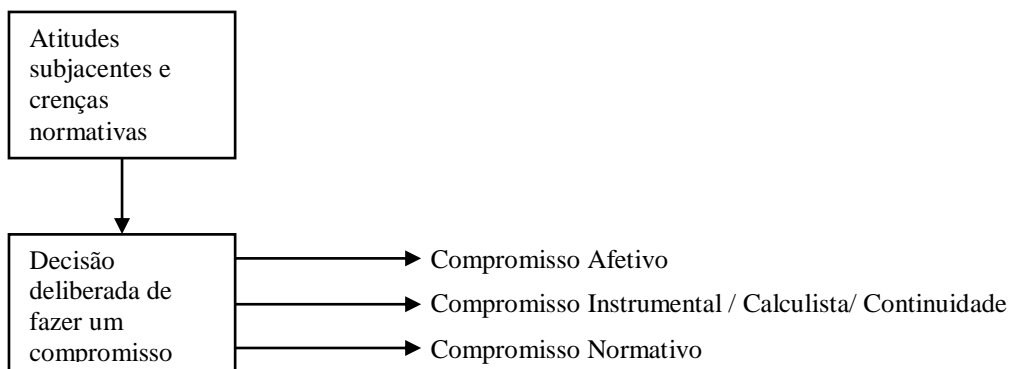 Atitudes
subjacentes e
crenças
normativas
Decisão
deliberada de
fazer um
compromisso
Compromisso Afetivo
Compromisso Instrumental / Calculista/ Continuidade
Compromisso Normativo